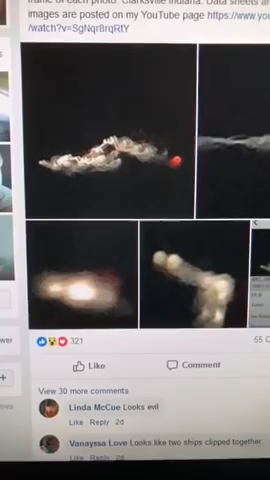 frame of each photo. Clarksville Indiana. Data sheets a
images are posted on my YouTube page https://www.you
/watch?v=SgNqr8rqRtY
321
55 C
Like
Comment
View 30 more comments
Linda McCue Looks evil
Like Reply 2d
Vanayssa Love Looks like two ships clipped together
Like Reply 2d